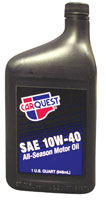 CARQUEST
SAE 10W-40
All-Season Motor Oil
1 U.S. QUART (946mL)